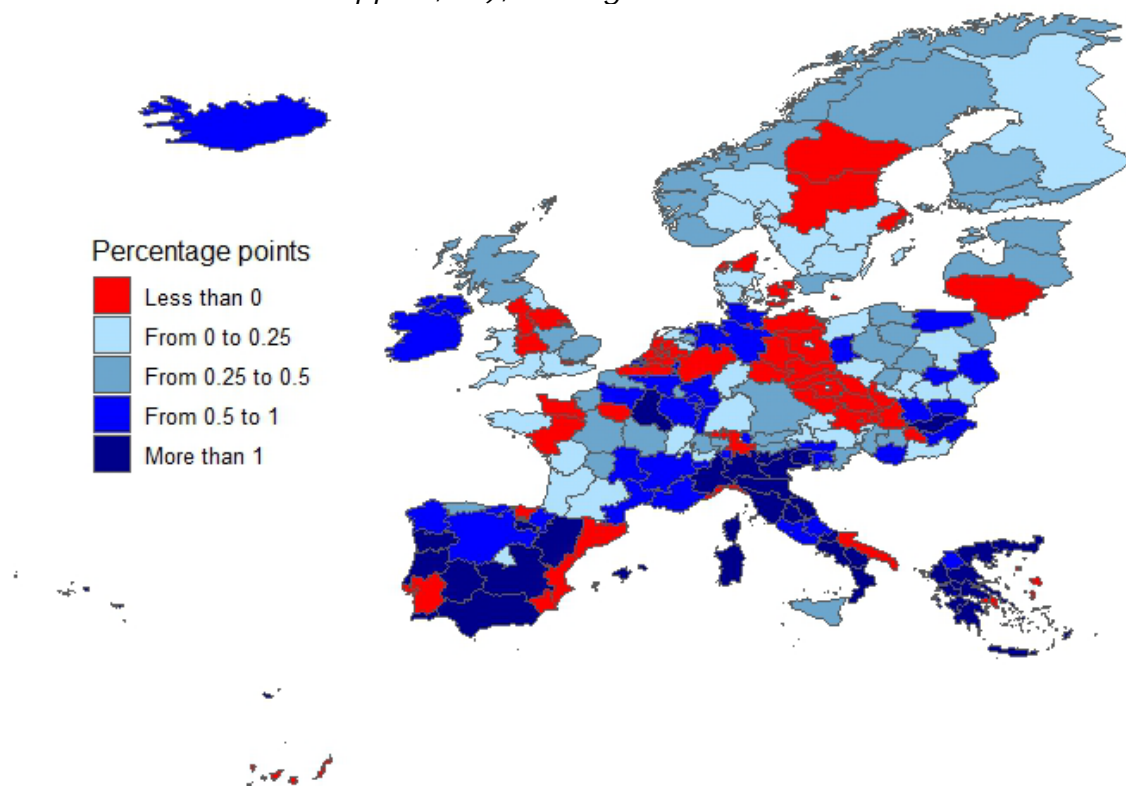 Percentage points
Less than 0
From 0 to 0.25
From 0.25 to 0.5
From 0.5 to 1
More than 1